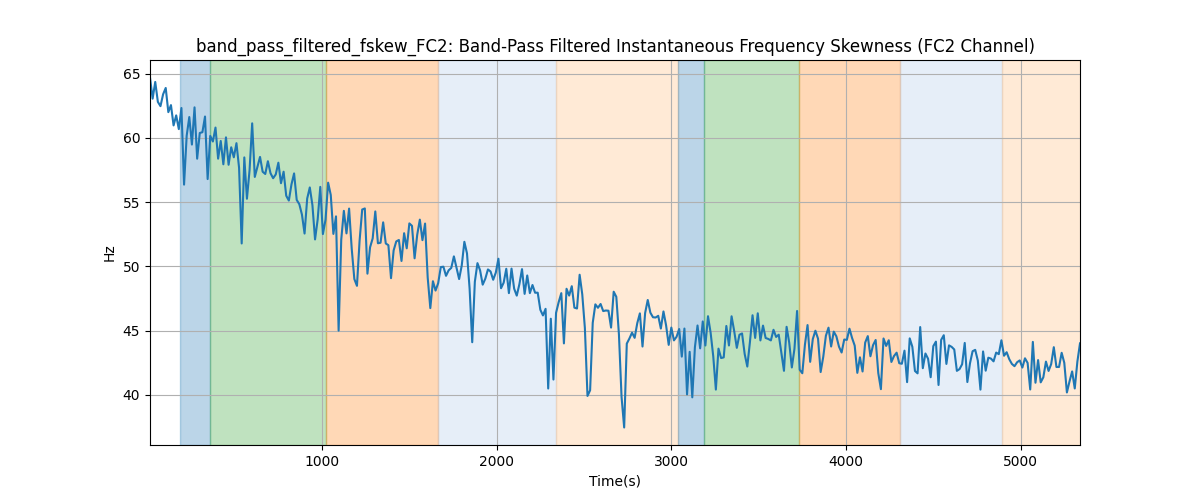 band_pass_filtered_fskew_FC2: Band-Pass Filtered Instantaneous Frequency Skewness (FC2 Channel)
65
60
55
50
45
40
Hz
1000 2000 3000 4000 5000
Time(s)